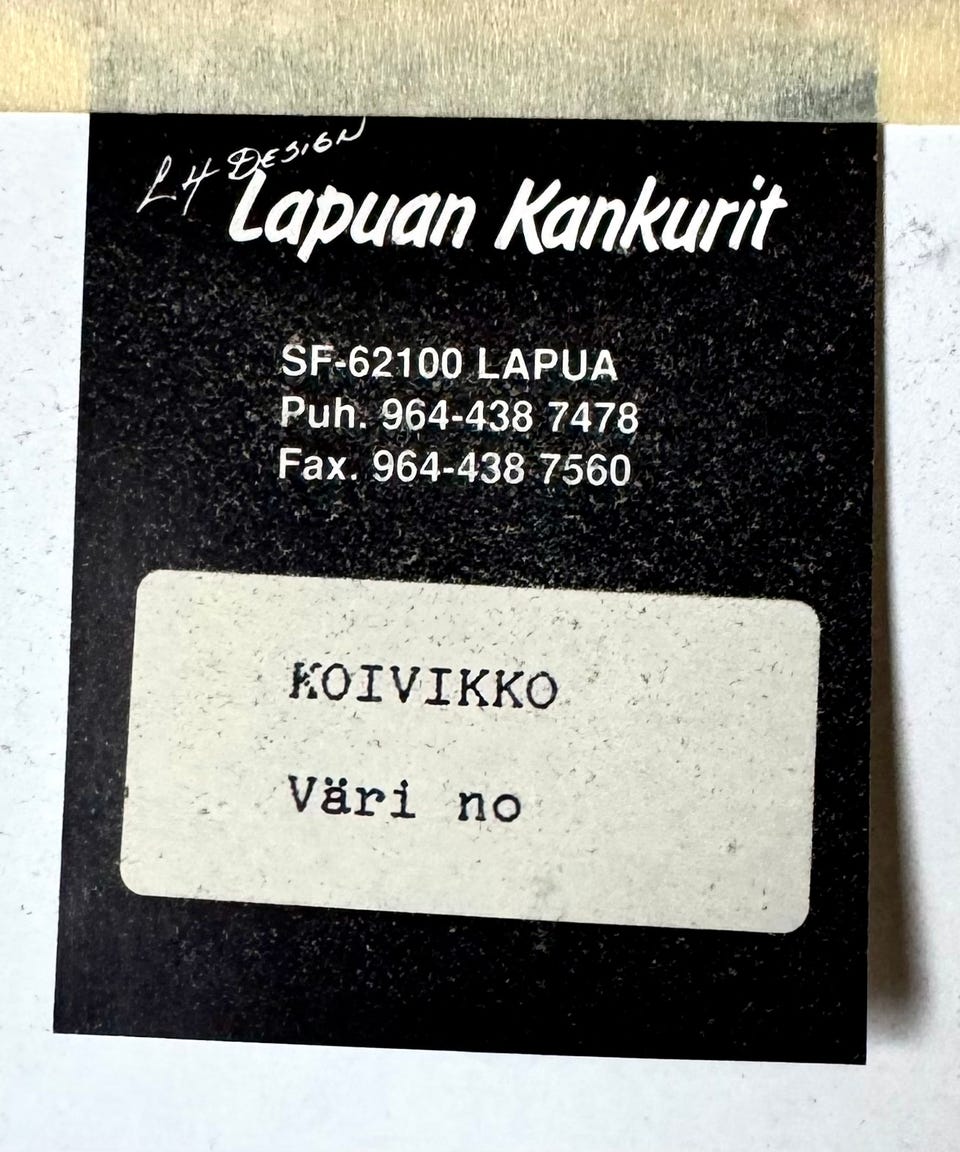 L4 DESIGN
Lapuan Kankurit
SF-62100 LAPUA
Puh. 964-438 7478
Fax. 964-438 7560
KOIVIKKO
Väri no